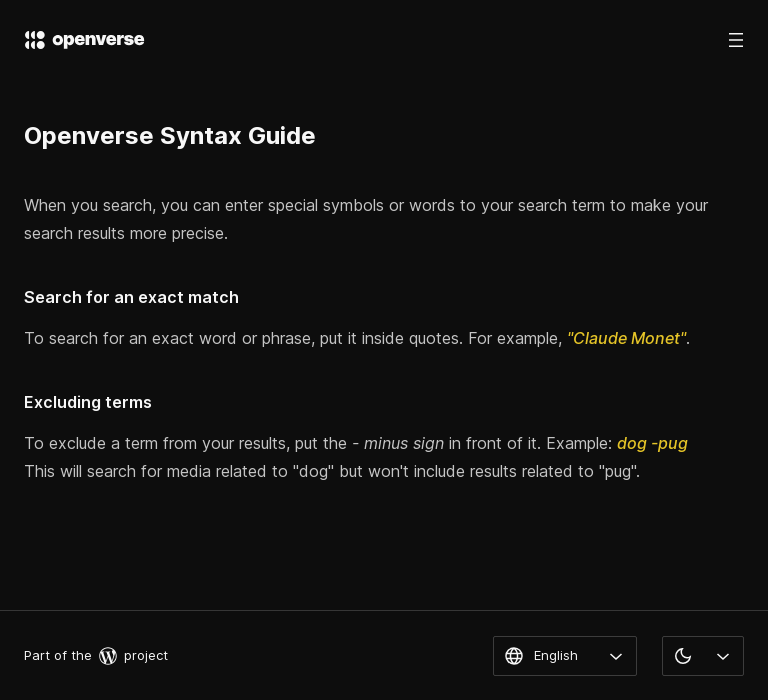 openverse
Openverse Syntax Guide
When you search, you can enter special symbols or words to your search term to make your
search results more precise.
Search for an exact match
To search for an exact word or phrase, put it inside quotes. For example, "Claude Monet".
Excluding terms
To exclude a term from your results, put the - minus sign in front of it. Example: dog -pug
This will search for media related to "dog" but won't include results related to "pug".
Part of the project
English